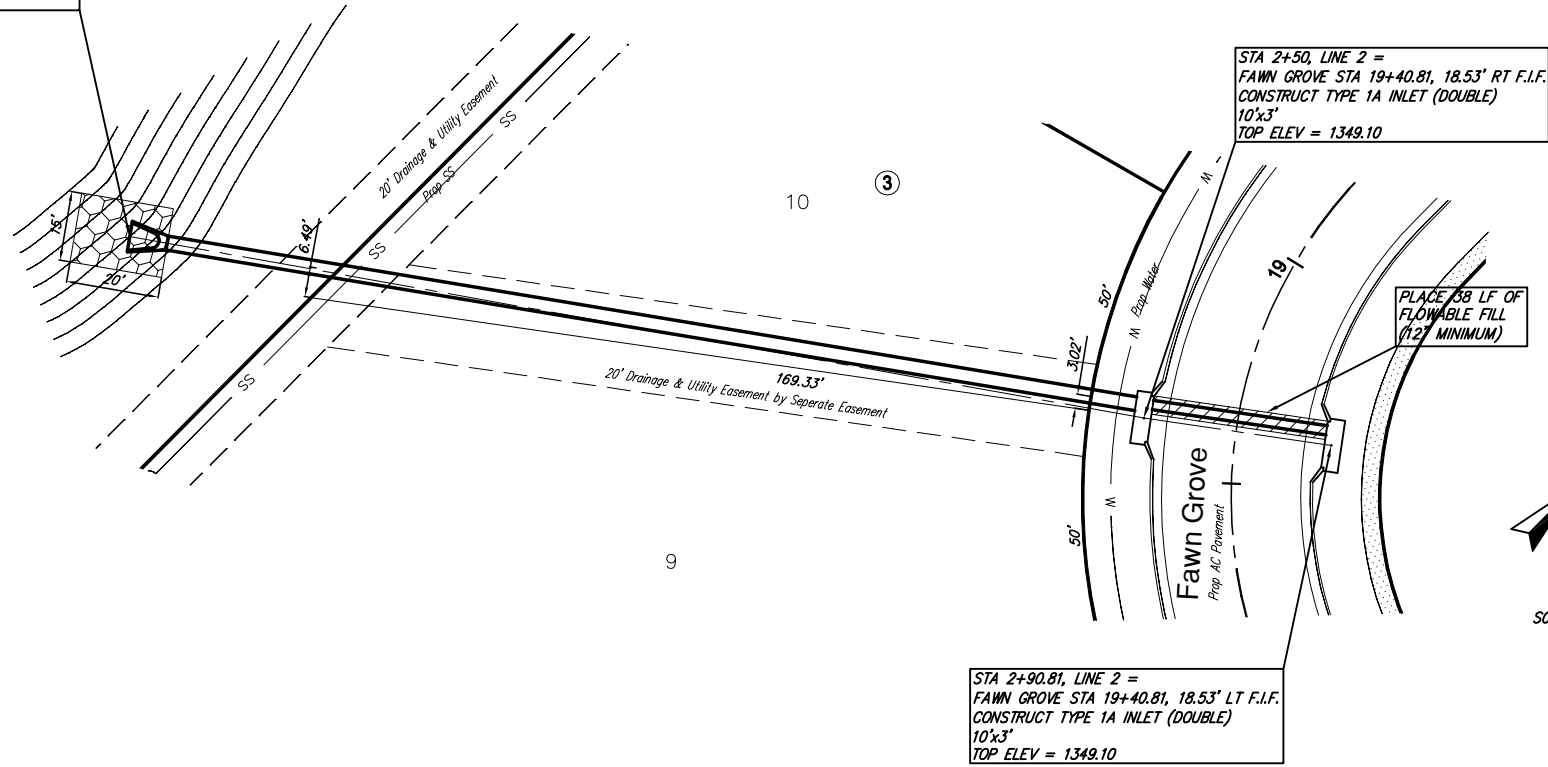 STA 2+50, LINE 2 =
FAWN GROVE STA 19+40.81, 18.53' RT F.I.F.
CONSTRUCT TYPE 1A INLET (DOUBLE)
10'x3'
TOP ELEV = 1349.10
20' Drainage & Utility Easement
SS
Prop SS
SS
SS
10
3
W
Prop Water
W
W
50'
50'
19
15'
20'
6.49'
3.02'
PLACE 38 LF OF
FLOWABLE FILL
(12" MINIMUM)
169.33'
20' Drainage & Utility Easement by Seperate Easement
9
Fawn Grove
Prop AC Pavement
STA 2+90.81, LINE 2 =
FAWN GROVE STA 19+40.81, 18.53' LT F.I.F.
CONSTRUCT TYPE 1A INLET (DOUBLE)
10'x3'
TOP ELEV = 1349.10